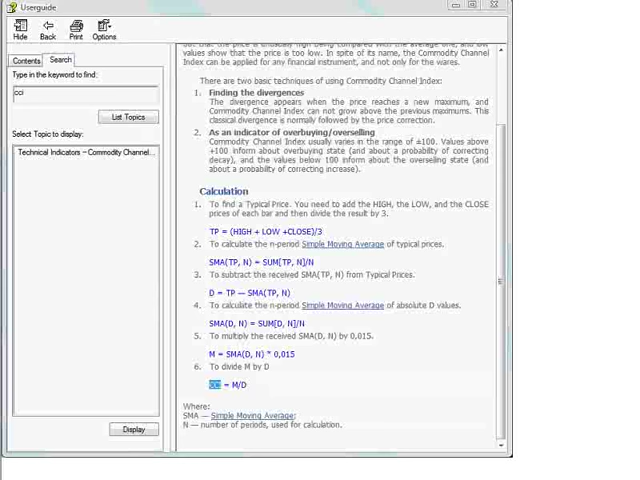 Userguide
Hide Back Print Options
Contents Search
Type in the keyword to find:
cci
List Topics
Select Topic to display:
Technical Indicators - Commodity Channel...
Display
value show that the price is too low. In spite of its name, the Commodity Channel
Index can be applied for any financial instrument, and not only for the wares.
There are two basic techniques of using Commodity Channel Index:
1. Finding the divergences
The divergence appears when the price reaches a new maximum, and
Commodity Channel Index can not grow above the previous maximums. This
classical divergence is normally followed by the price correction.
2. As an indicator of overbuying/overselling
Commodity Channel Index usually varies in the range of ±100. Values above
+100 inform about overbuying state (and about a probability of correcting
decay), and the values below 100 inform about the overselling state (and
about a probability of correcting increase).
Calculation
1. To find a Typical Price. You need to add the HIGH, the LOW, and the CLOSE
prices of each bar and then divide the result by 3.
TP = (HIGH + LOW +CLOSE)/3
2. To calculate the n-period Simple Moving Average of typical prices.
SMA(TP, N) = SUM[TP, N]/N
3. To subtract the received SMA(TP, N) from Typical Prices.
D = TP — SMA(TP, N)
4. To calculate the n-period Simple Moving Average of absolute D values.
SMA(D, N) = SUM[D, N]/N
5. To multiply the received SMA(D, N) by 0,015.
M = SMA(D, N) * 0,015
6. To divide M by D
CCI = M/D
Where:
SMA — Simple Moving Average;
N — number of periods, used for calculation.